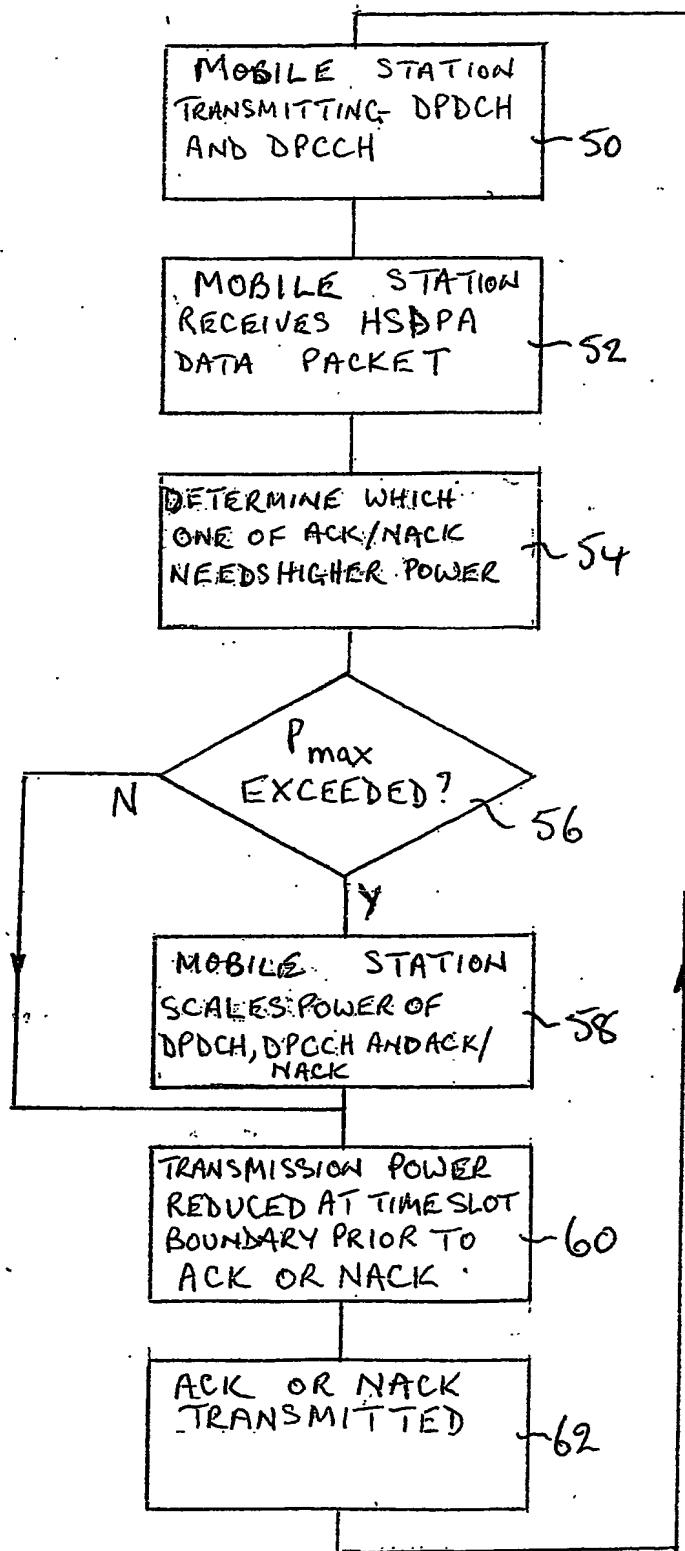 MOBILE STATION
TRANSMITTING DPDCH
AND DPCCH
50
MOBILE STATION
RECEIVES HSDPA
DATA PACKET
52
DETERMINE WHICH
ONE OF ACK/NACK
NEEDS HIGHER POWER
54
Pmax
EXCEEDED?
56
N
Y
MOBILE STATION
SCALES POWER OF
DPDCH, DPCCH AND ACK/
NACK
58
TRANSMISSION POWER
REDUCED AT TIMESLOT
BOUNDARY PRIOR TO
ACK OR NACK
60
ACK OR NACK
TRANSMITTED
62